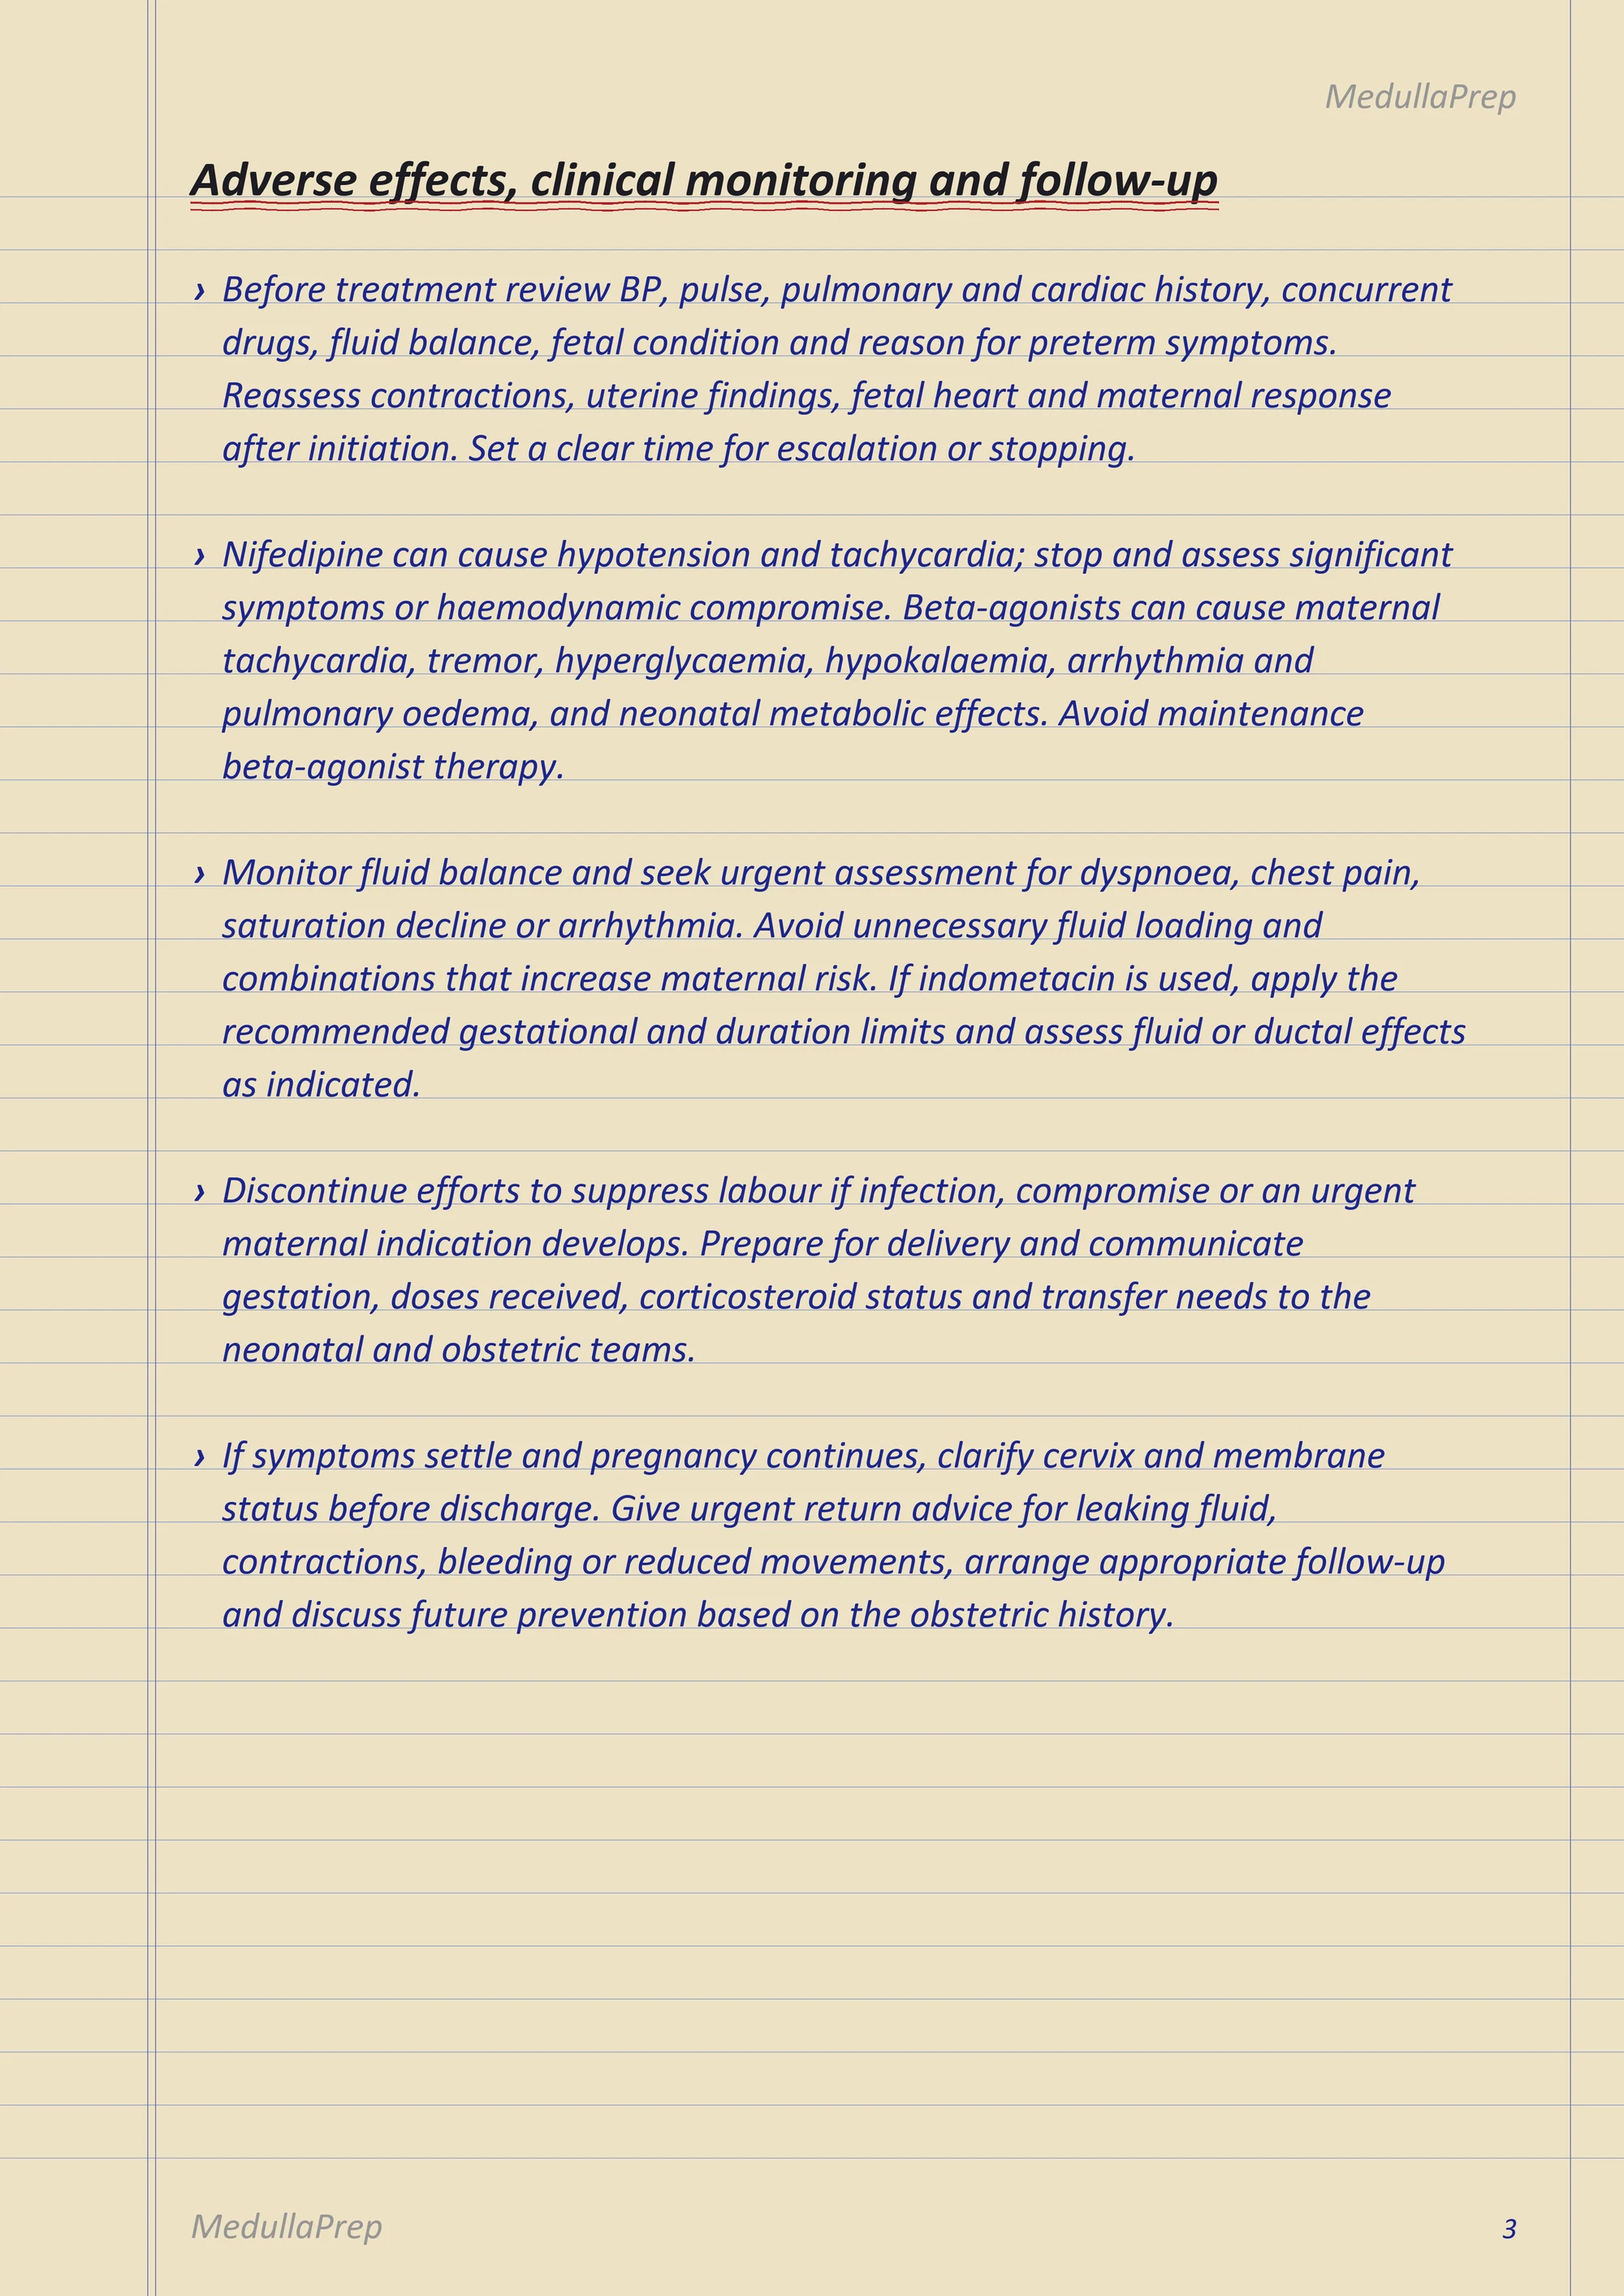 MedullaPrep
Adverse effects, clinical monitoring and follow-up
› Before treatment review BP, pulse, pulmonary and cardiac history, concurrent
drugs, fluid balance, fetal condition and reason for preterm symptoms.
Reassess contractions, uterine findings, fetal heart and maternal response
after initiation. Set a clear time for escalation or stopping.
› Nifedipine can cause hypotension and tachycardia; stop and assess significant
symptoms or haemodynamic compromise. Beta-agonists can cause maternal
tachycardia, tremor, hyperglycaemia, hypokalaemia, arrhythmia and
pulmonary oedema, and neonatal metabolic effects. Avoid maintenance
beta-agonist therapy.
› Monitor fluid balance and seek urgent assessment for dyspnoea, chest pain,
saturation decline or arrhythmia. Avoid unnecessary fluid loading and
combinations that increase maternal risk. If indometacin is used, apply the
recommended gestational and duration limits and assess fluid or ductal effects
as indicated.
› Discontinue efforts to suppress labour if infection, compromise or an urgent
maternal indication develops. Prepare for delivery and communicate
gestation, doses received, corticosteroid status and transfer needs to the
neonatal and obstetric teams.
› If symptoms settle and pregnancy continues, clarify cervix and membrane
status before discharge. Give urgent return advice for leaking fluid,
contractions, bleeding or reduced movements, arrange appropriate follow-up
and discuss future prevention based on the obstetric history.
MedullaPrep
3